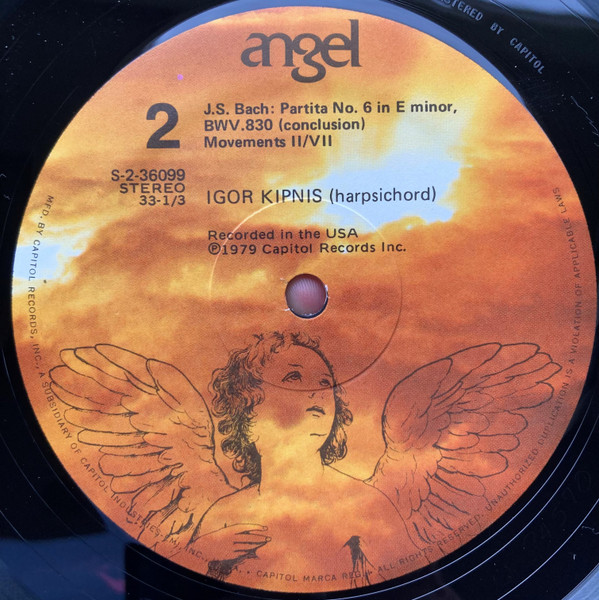 MASTERED BY CAPITOL
angel
2
J.S. Bach: Partita No. 6 in E minor,
BWV.830 (conclusion)
Movements II/VII
S-2-36099
STEREO
33-1/3
IGOR KIPNIS (harpsichord)
Recorded in the USA
℗1979 Capitol Records Inc.
MFD. BY CAPITOL RECORDS, INC., A SUBSIDIARY OF CAPITOL INDUSTRIES-EMI, INC., U.S.A. • CAPITOL MARCA REG. • ALL RIGHTS RESERVED. UNAUTHORIZED DUPLICATION IS A VIOLATION OF APPLICABLE LAWS